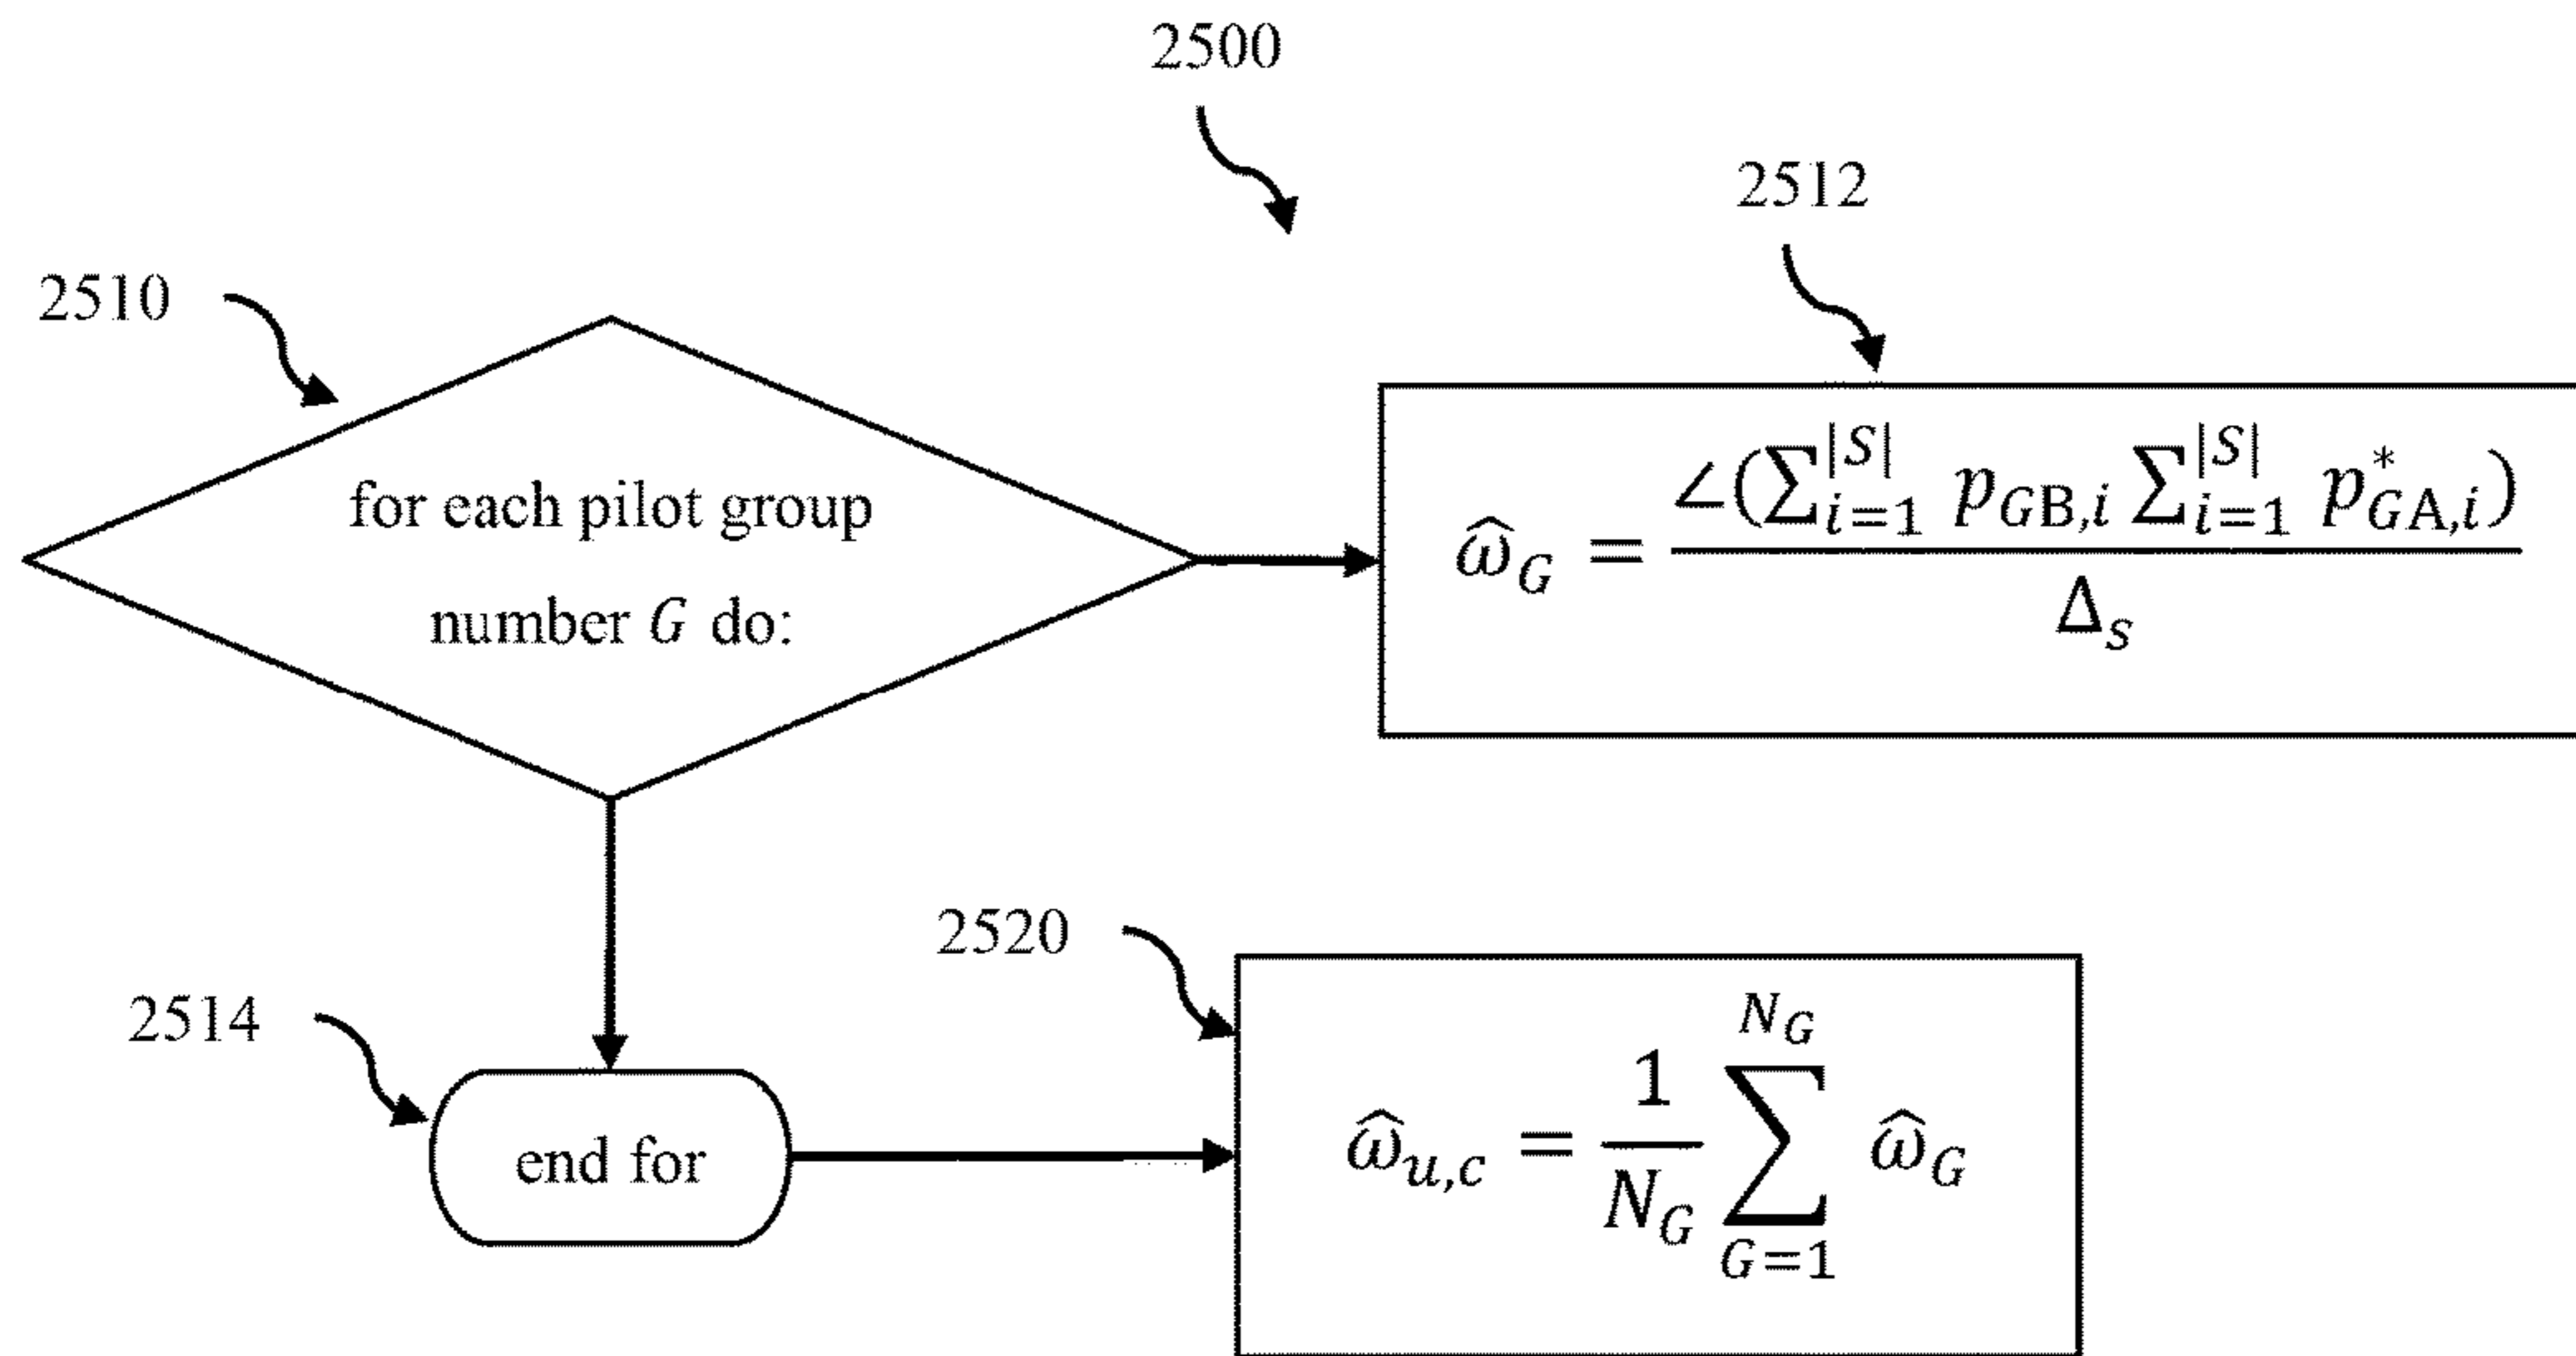 2500
2512
2510
for each pilot group
number G do:
ω̂_G = ∠(∑_{i=1}^{|S|} p_{GB,i} ∑_{i=1}^{|S|} p^*_{GA,i}) / Δ_s
2520
2514
end for
ω̂_{u,c} = 1/N_G ∑_{G=1}^{N_G} ω̂_G